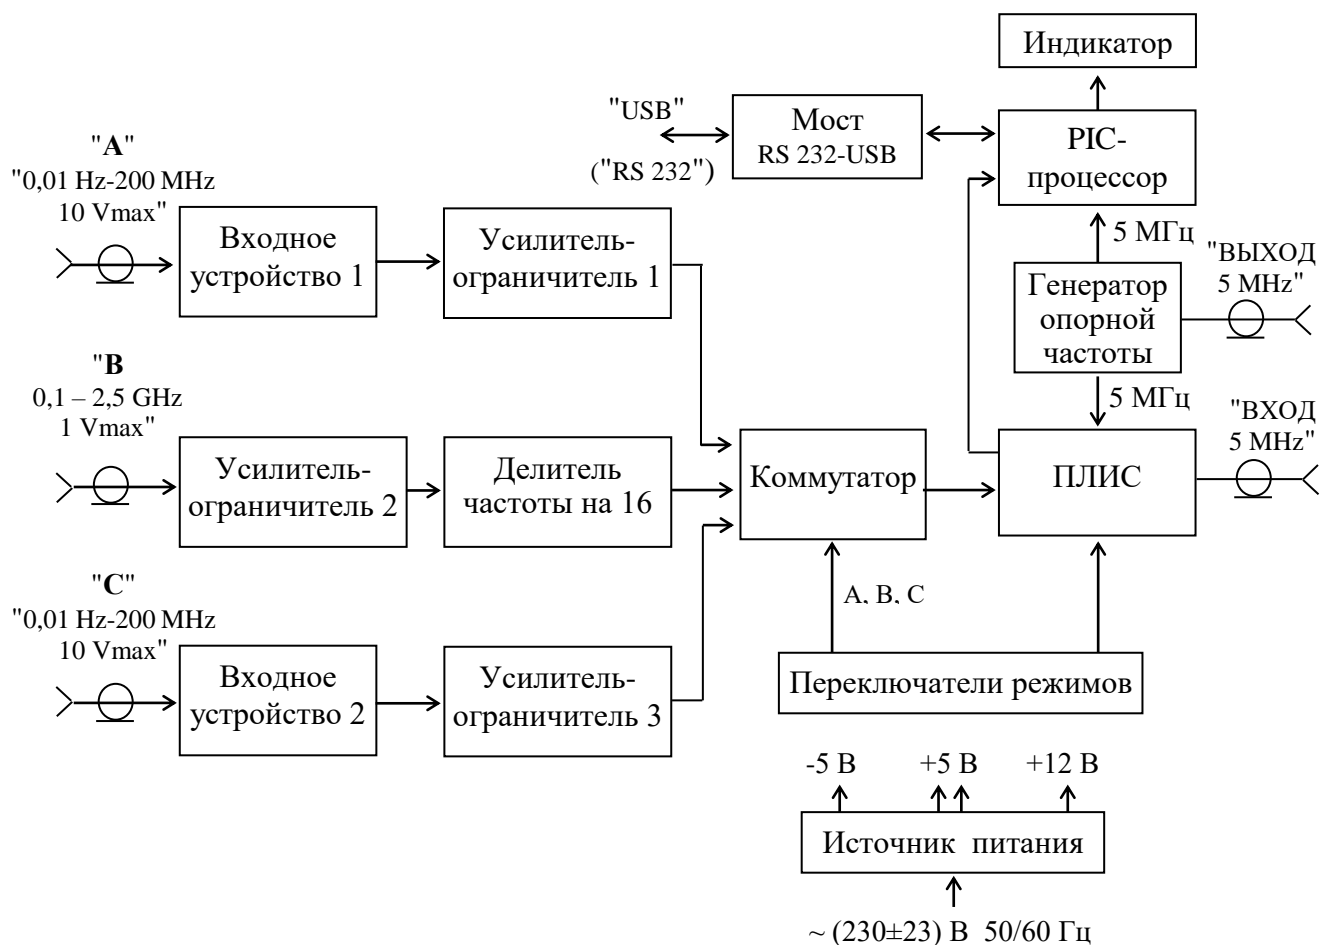 Индикатор
"USB"
("RS 232")
Мост
RS 232-USB
PIC-
процессор
"A"
"0,01 Hz-200 MHz
10 Vmax"
Входное
устройство 1
Усилитель-
ограничитель 1
5 МГц
Генератор
опорной
частоты
"ВЫХОД
5 MHz"
5 МГц
"B
0,1 – 2,5 GHz
1 Vmax"
Усилитель-
ограничитель 2
Делитель
частоты на 16
Коммутатор
ПЛИС
"ВХОД
5 MHz"
"C"
"0,01 Hz-200 MHz
10 Vmax"
Входное
устройство 2
Усилитель-
ограничитель 3
A, B, C
Переключатели режимов
-5 В
+5 В
+12 В
Источник питания
~ (230±23) В 50/60 Гц